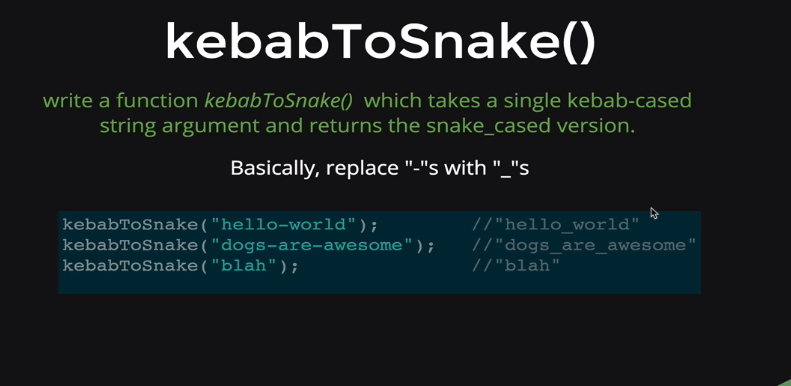 kebabToSnake()
write a function kebabToSnake() which takes a single kebab-cased
string argument and returns the snake_cased version.
Basically, replace "-"s with "_"s
kebabToSnake("hello-world"); //"hello_world"
kebabToSnake("dogs-are-awesome"); //"dogs_are_awesome"
kebabToSnake("blah"); //"blah"